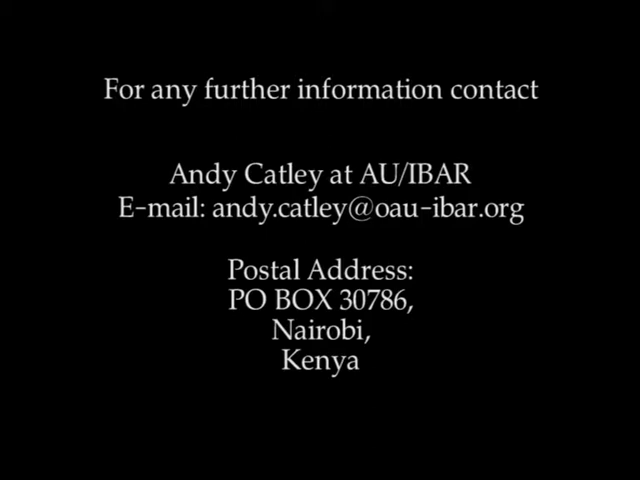 For any further information contact
Andy Catley at AU/IBAR
E-mail: andy.catley@oau-ibar.org
Postal Address:
PO BOX 30786,
Nairobi,
Kenya